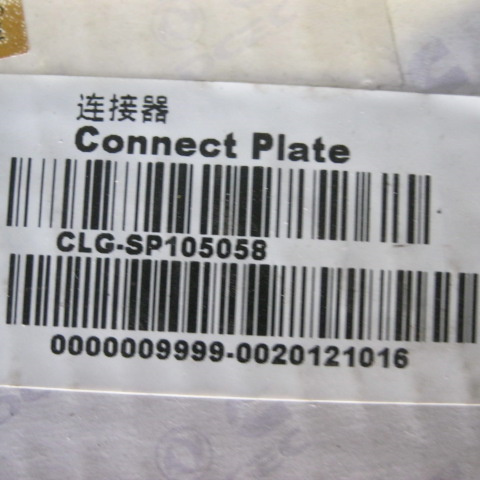 连接器
Connect Plate
CLG-SP105058
0000009999-0020121016